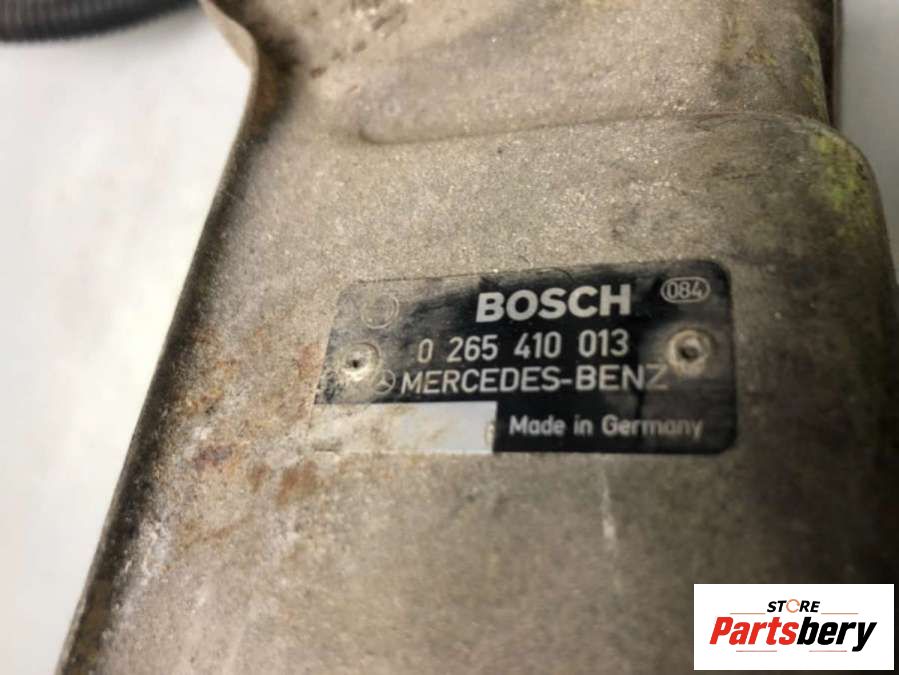 BOSCH 084
0 265 410 013
MERCEDES-BENZ
Made in Germany
STORE
Partsbery